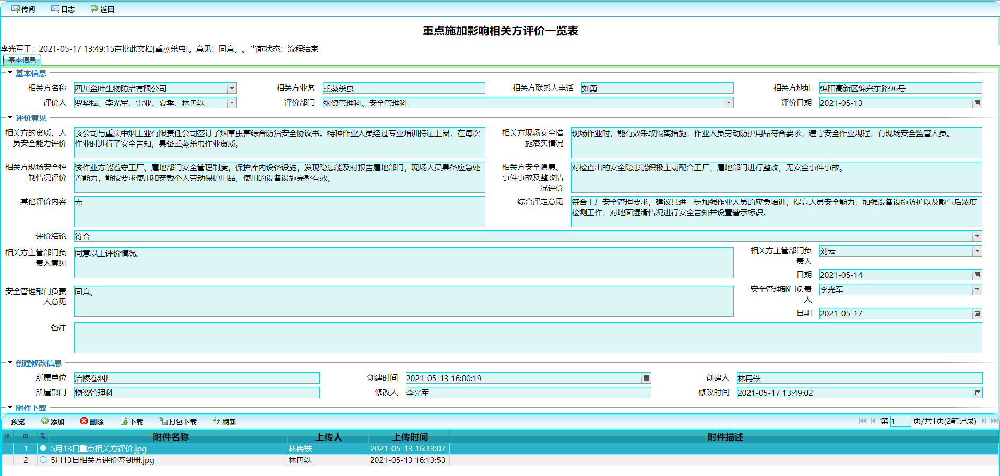 传阅 日志 返回
重点施加影响相关方评价一览表
李光军于：2021-05-17 13:49:15审批此文档[熏蒸杀虫]。意见：同意。。当前状态：流程结束
基本信息
基本信息
相关方名称 四川金叶生物防治有限公司 相关方业务 熏蒸杀虫 相关方联系人电话 刘勇 相关方地址 绵阳高新区绵兴东路96号
评价人 罗华福、李光军、雷亚、夏季、林冉轶 评价部门 物资管理科、安全管理科 评价日期 2021-05-13
评价意见
相关方的资质、人员安全能力评价
该公司与重庆中烟工业有限责任公司签订了烟草虫害综合防治安全协议书。特种作业人员经过专业培训持证上岗，在每次
作业时进行了安全告知，具备熏蒸杀虫作业资质。
相关方现场安全措施落实情况
现场作业时，能有效采取隔离措施，作业人员劳动防护用品符合要求，遵守安全作业规程，有现场安全监管人员。
相关方现场安全控制情况评价
该作业方能遵守工厂、属地部门安全管理制度，保护库内设备设施，发现隐患能及时报告属地部门，现场人员具备应急处
置能力，能按要求使用和穿戴个人劳动保护用品，使用的设备设施完整有效。
相关方安全隐患、事件事故及整改情况评价
对检查出的安全隐患能积极主动配合工厂、属地部门进行整改，无安全事件事故。
其他评价内容 无
综合评定意见
符合工厂安全管理要求，建议其进一步加强作业人员的应急培训，提高人员安全能力，加强设备设施防护以及散气后浓度
检测工作，对地面湿滑情况进行安全告知并设置警示标识。
评价结论 符合
相关方主管部门负责人意见 同意以上评价情况。
相关方主管部门负责人 刘云
日期 2021-05-14
安全管理部门负责人意见 同意。
安全管理部门负责人 李光军
日期 2021-05-17
备注
创建修改信息
所属单位 涪陵卷烟厂 创建时间 2021-05-13 16:00:19 创建人 林冉轶
所属部门 物资管理科 修改人 李光军 修改时间 2021-05-17 13:49:02
附件下载
预览 添加 删除 下载 打包下载 刷新 第 1 页/共1页(2笔记录)
附件名称 上传人 上传时间 附件描述
1 5月13日重点相关方评价.jpg 林冉轶 2021-05-13 16:13:07
2 5月13日相关方评价签到册.jpg 林冉轶 2021-05-13 16:13:53